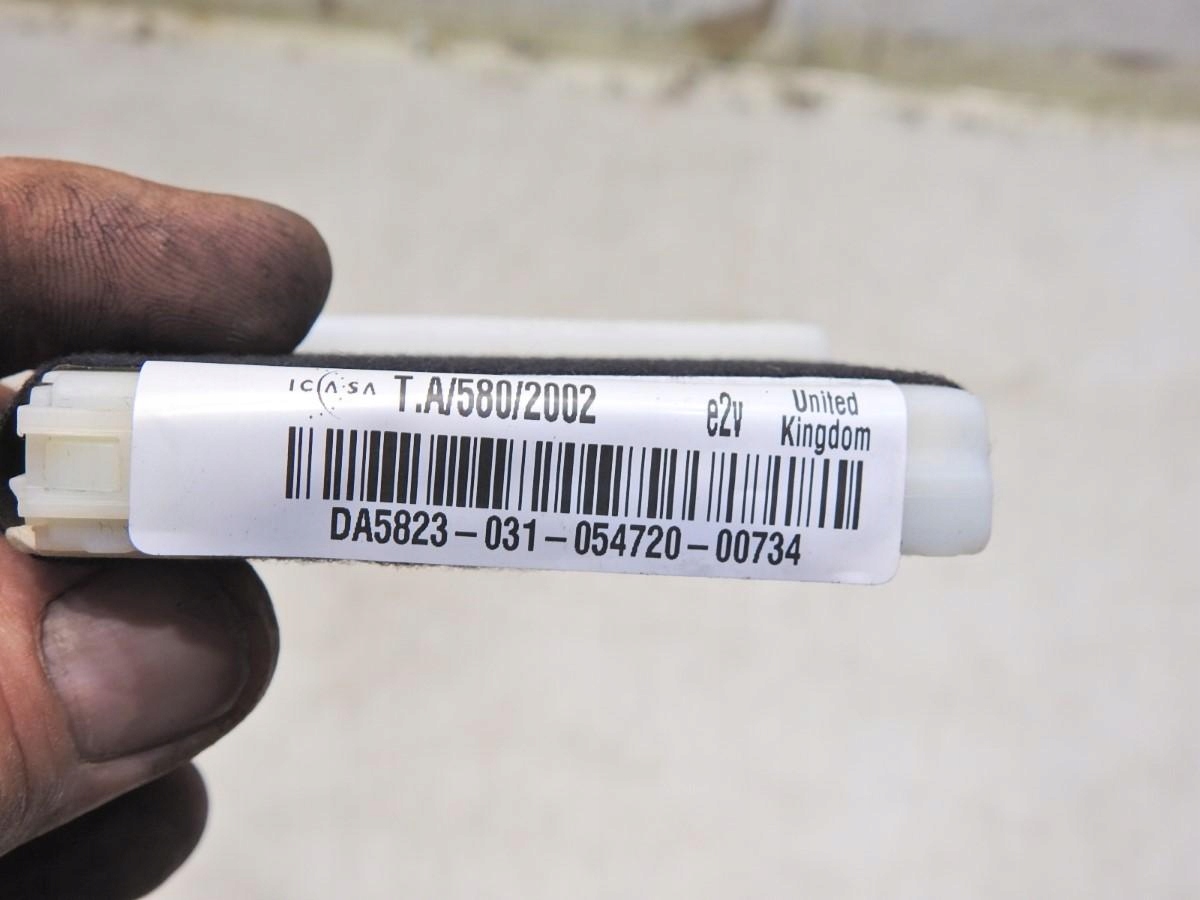 ICASA T.A/580/2002 e2v United Kingdom
DA5823-031-054720-00734